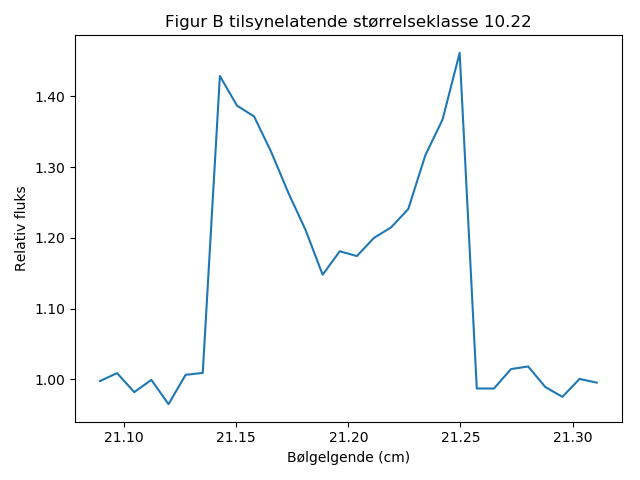 Figur B tilsynelatende størrelseklasse 10.22
Relativ fluks
1.40
1.30
1.20
1.10
1.00
21.10 21.15 21.20 21.25 21.30
Bølgelgende (cm)